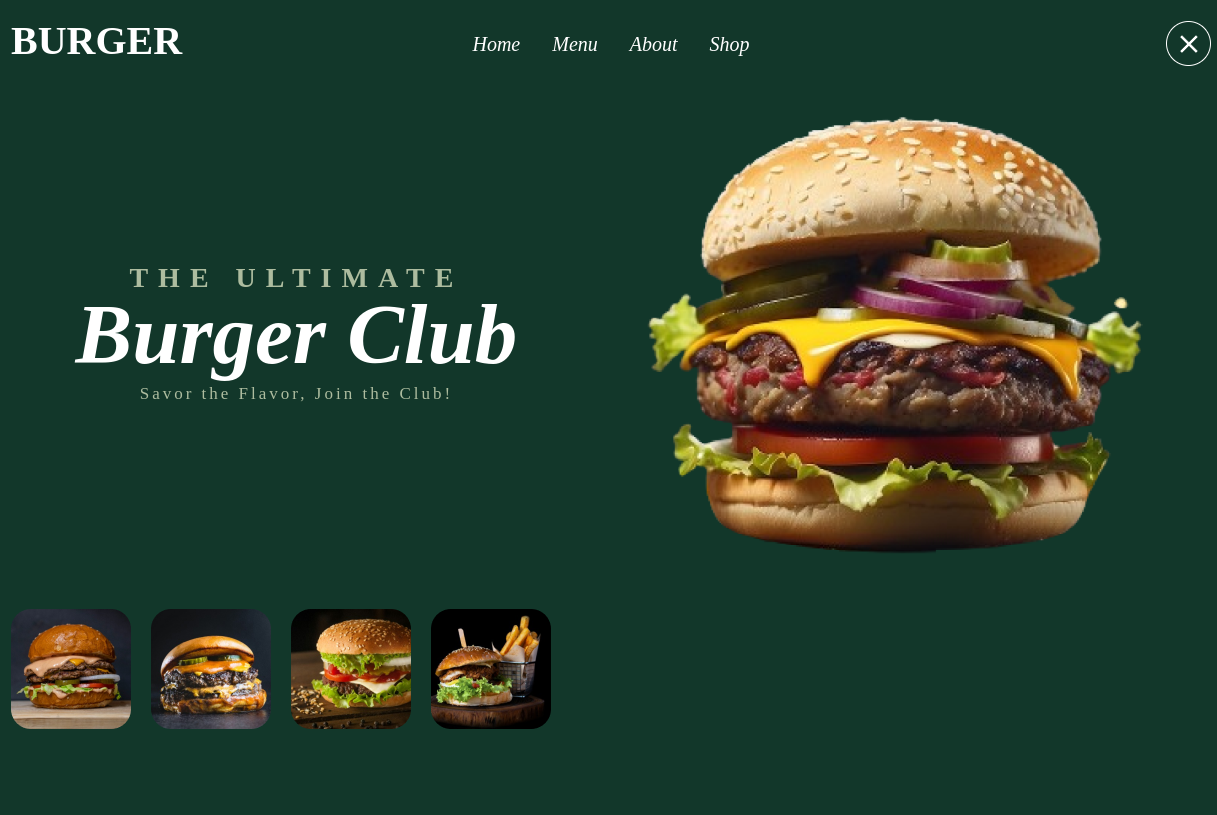 BURGER
Home Menu About Shop
THE ULTIMATE
Burger Club
Savor the Flavor, Join the Club!